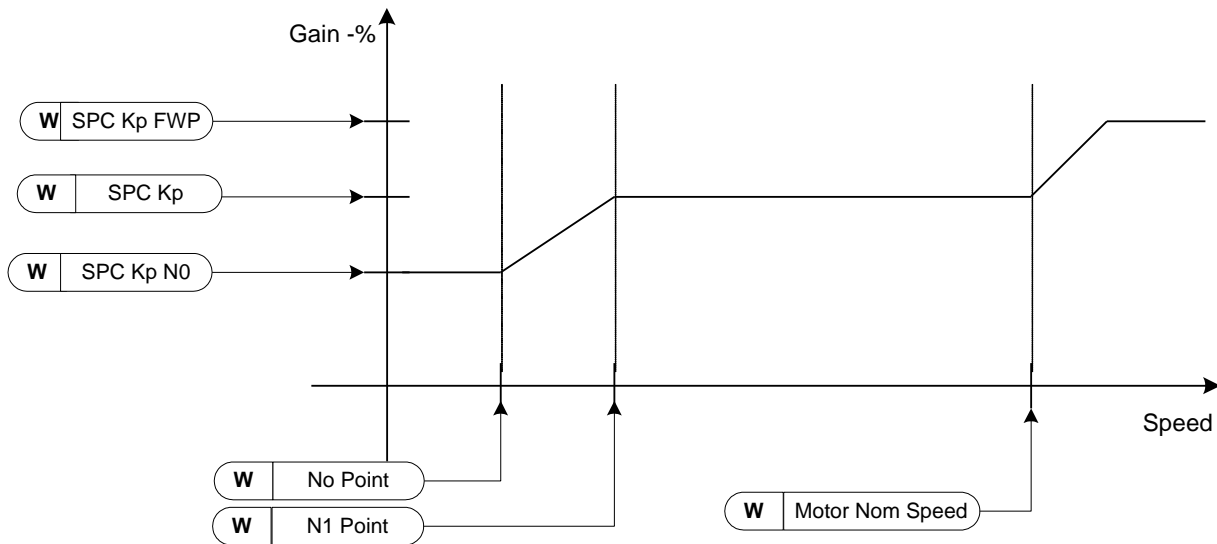 Gain -%
W SPC Kp FWP
W SPC Kp
W SPC Kp N0
Speed
W No Point
W Motor Nom Speed
W N1 Point